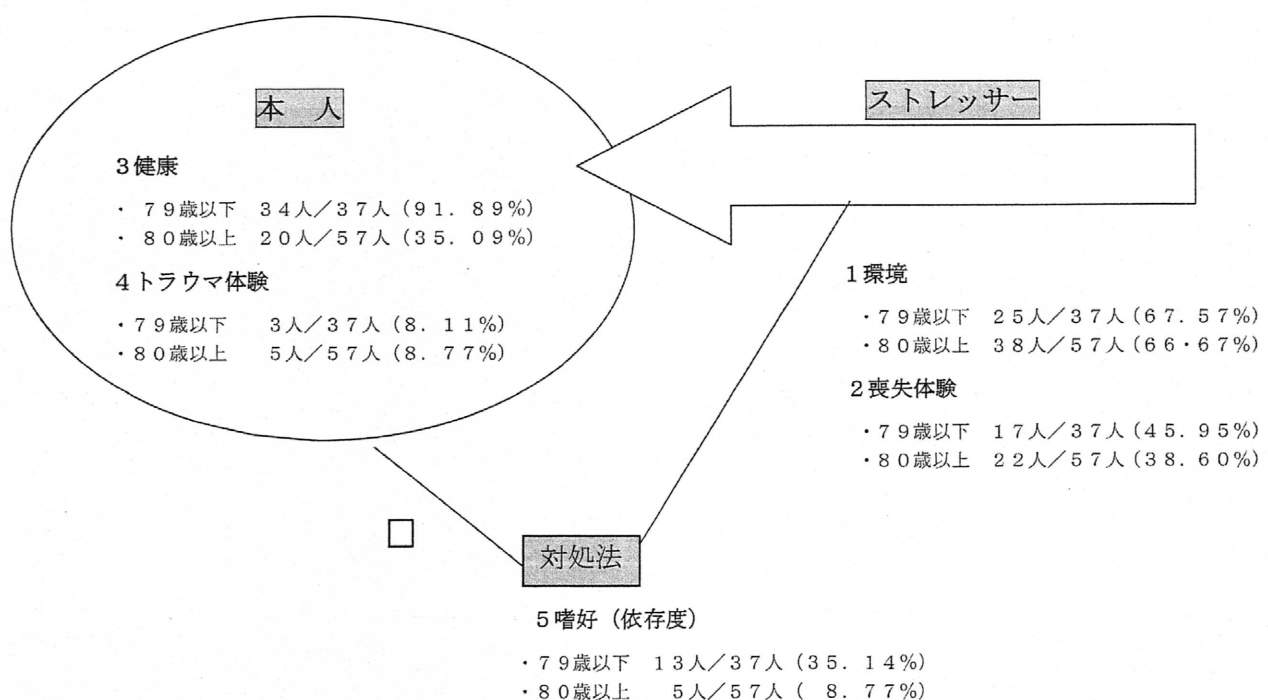 本　人
3健康
・ ７９歳以下　３４人／３７人（９１．８９％）
・ ８０歳以上　２０人／５７人（３５．０９％）
４トラウマ体験
・７９歳以下　　３人／３７人（８．１１％）
・８０歳以上　　５人／５７人（８．７７％）
ストレッサー
1環境
・７９歳以下　２５人／３７人（６７．５７％）
・８０歳以上　３８人／５７人（６６・６７％）
2喪失体験
・７９歳以下　１７人／３７人（４５．９５％）
・８０歳以上　２２人／５７人（３８．６０％）
対処法
５嗜好（依存度）
・７９歳以下　１３人／３７人（３５．１４％）
・８０歳以上　　５人／５７人（　８．７７％）